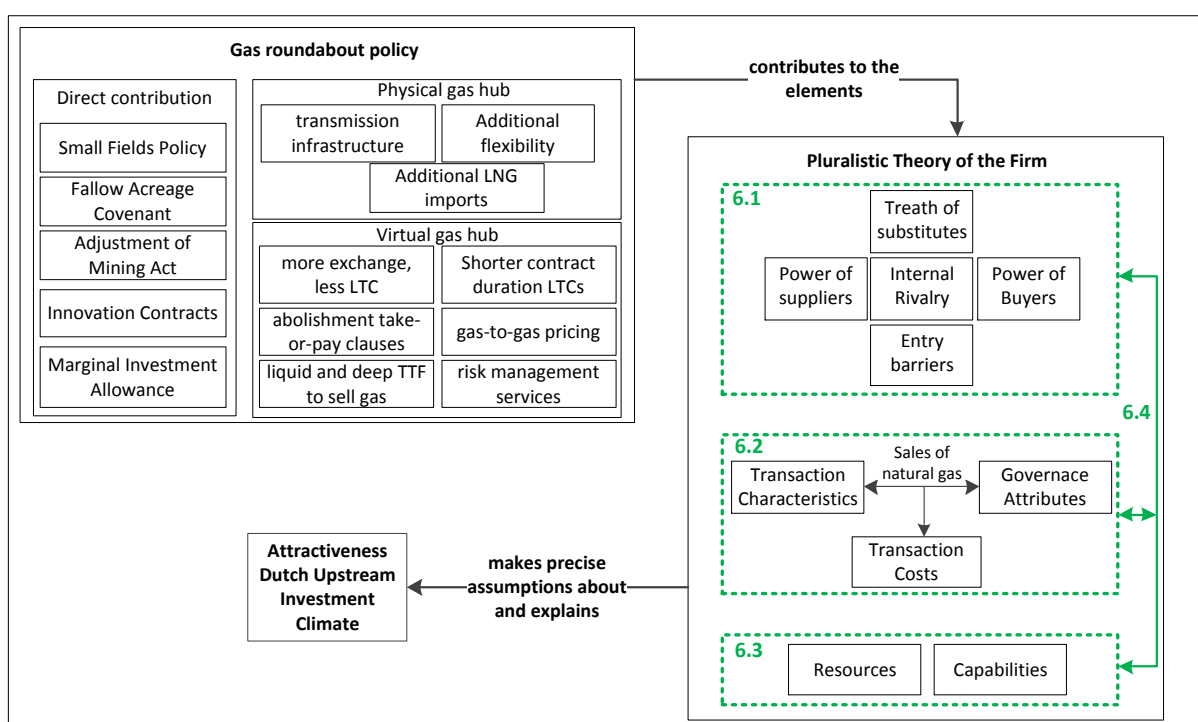 Gas roundabout policy
Direct contribution
Small Fields Policy
Fallow Acreage
Covenant
Adjustment of
Mining Act
Innovation Contracts
Marginal Investment
Allowance
Physical gas hub
transmission
infrastructure
Additional
flexibility
Additional LNG
imports
Virtual gas hub
more exchange,
less LTC
Shorter contract
duration LTCs
abolishment take-
or-pay clauses
gas-to-gas pricing
liquid and deep TTF
to sell gas
risk management
services
contributes to the
elements
Pluralistic Theory of the Firm
6.1
Treath of
substitutes
Power of
suppliers
Internal
Rivalry
Power of
Buyers
Entry
barriers
6.4
6.2
Sales of
natural gas
Transaction
Characteristics
Governace
Attributes
Transaction
Costs
6.3
Resources
Capabilities
makes precise
assumptions about
and explains
Attractiveness
Dutch Upstream
Investment
Climate